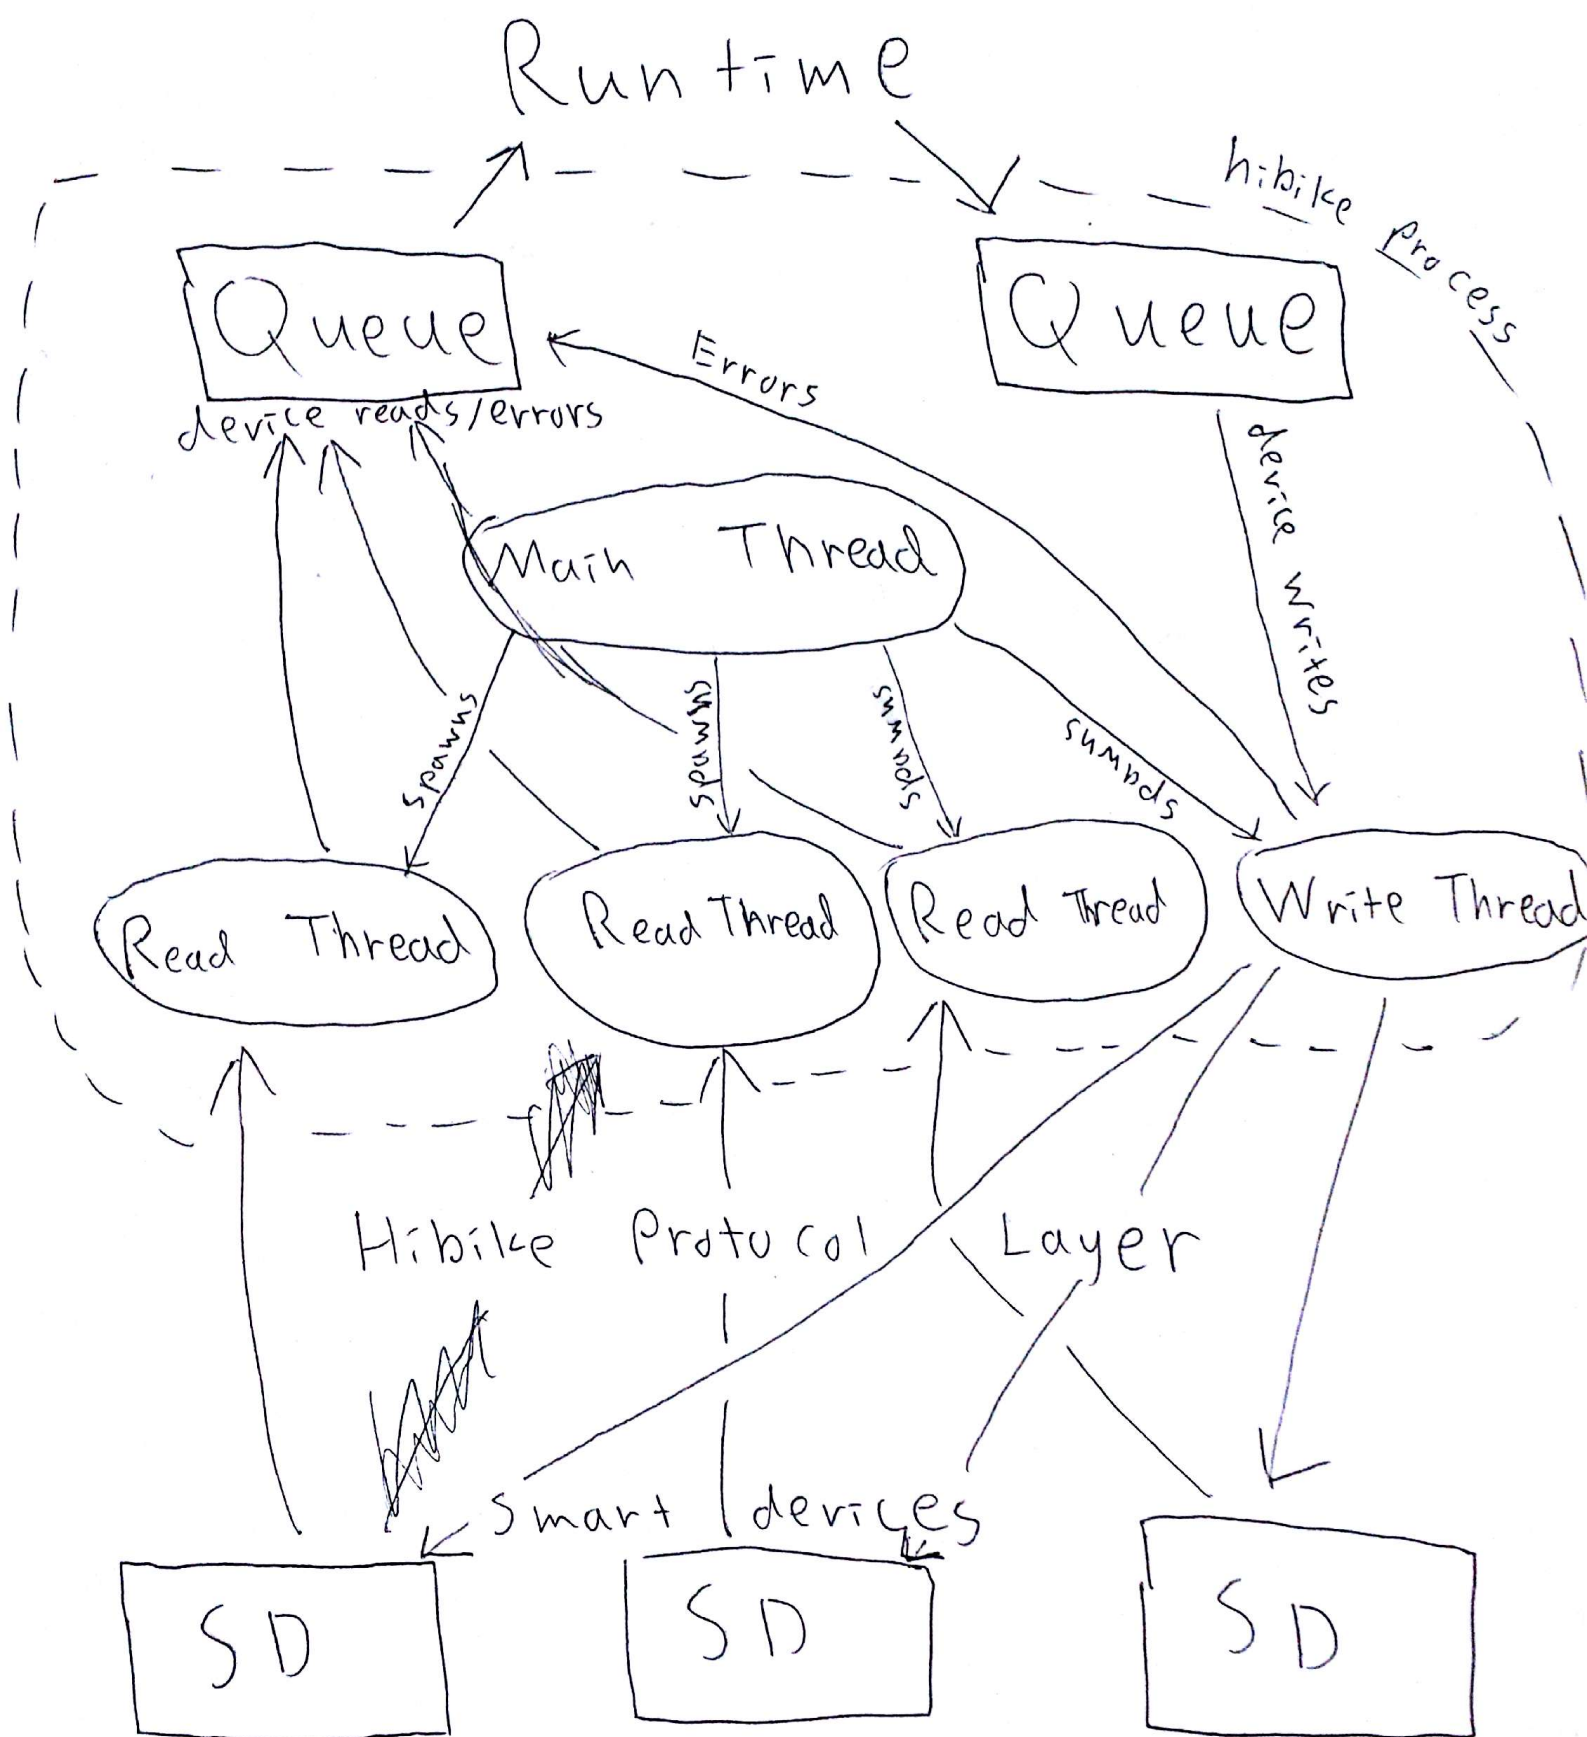 Runtime
hibike process
Queue
Queue
Errors
device reads/errors
device writes
Main Thread
spawns
spawns
spawns
spawns
Read Thread
Read Thread
Read Thread
Write Thread
Hibike Protocol Layer
Smart devices
SD
SD
SD